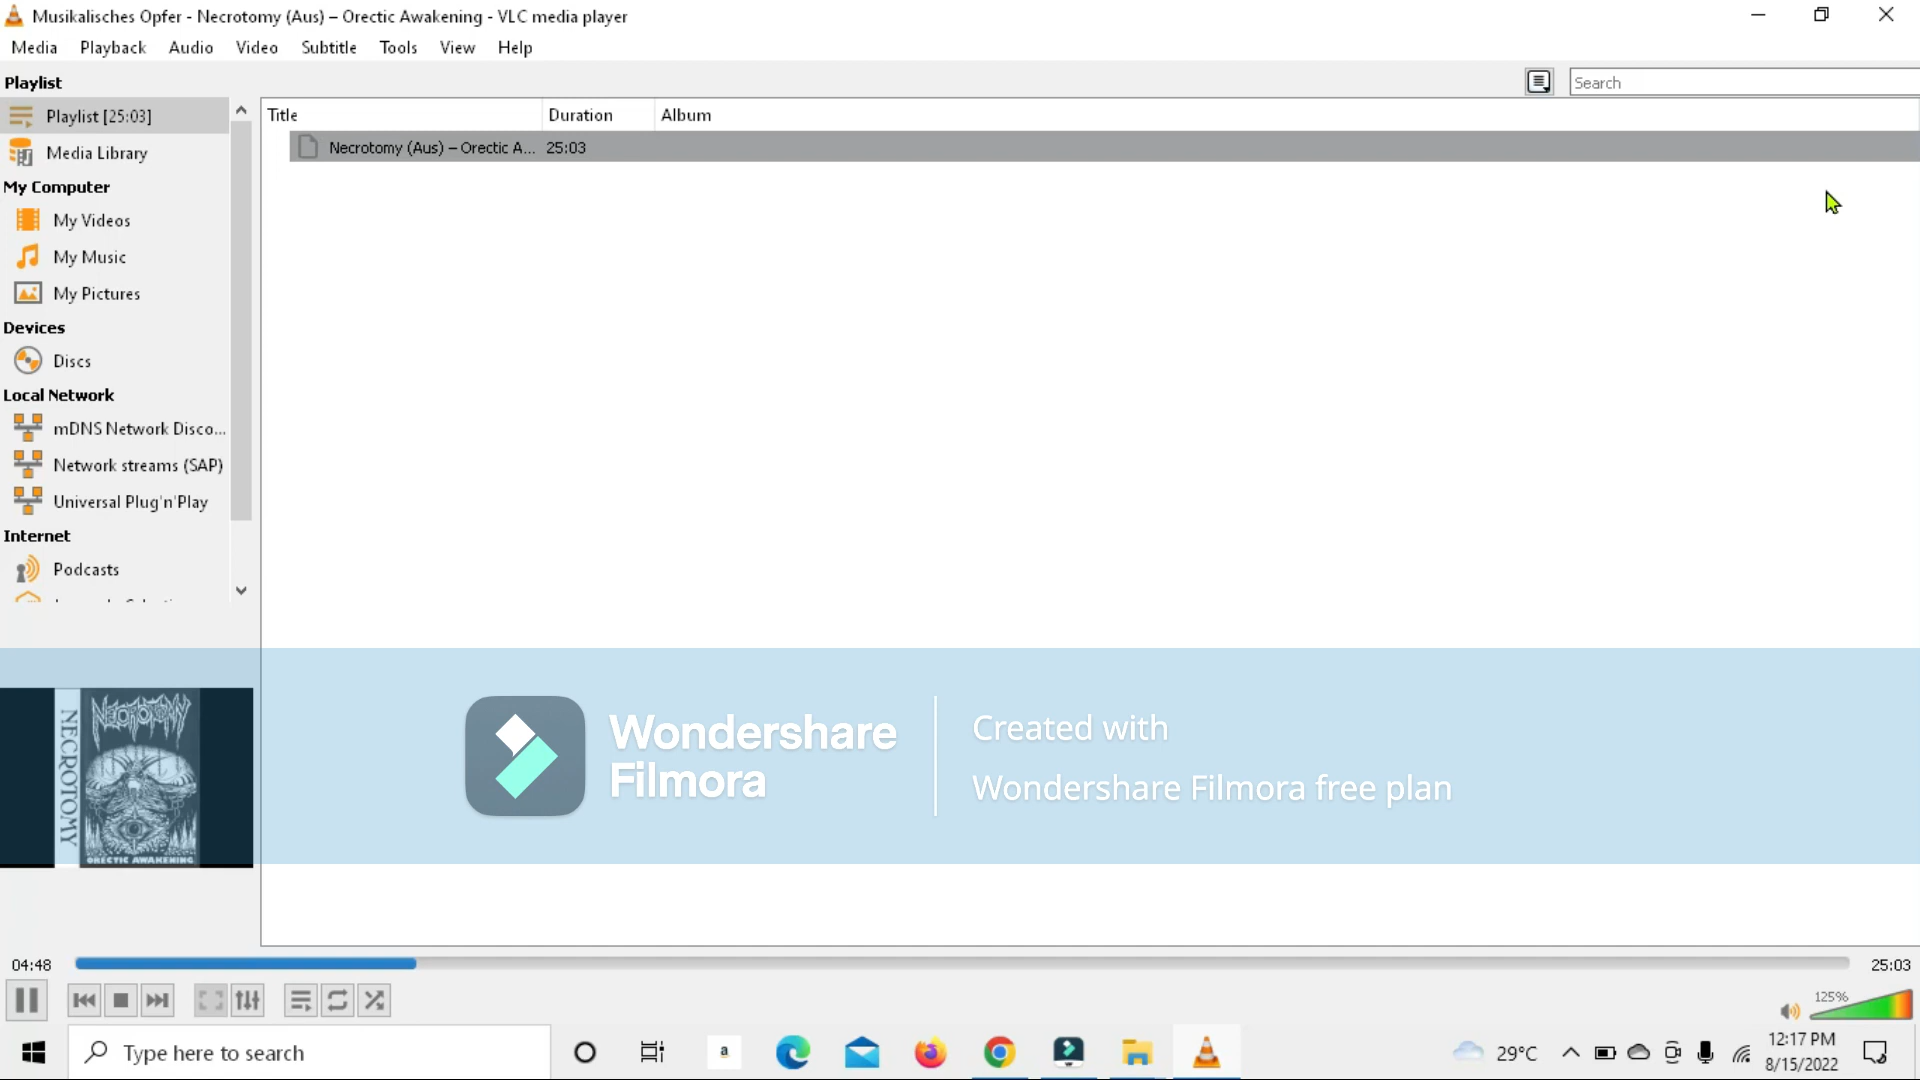 Musikalisches Opfer - Necrotomy (Aus) – Orectic Awakening - VLC media player
Media Playback Audio Video Subtitle Tools View Help
Playlist
Search
Playlist [25:03]
Title Duration Album
Necrotomy (Aus) – Orectic A... 25:03
Media Library
My Computer
My Videos
My Music
My Pictures
Devices
Discs
Local Network
mDNS Network Disco...
Network streams (SAP)
Universal Plug'n'Play
Internet
Podcasts
NECROTOMY
NECROTOMY
ORECTIC AWAKENING
Wondershare
Filmora
Created with
Wondershare Filmora free plan
04:48
25:03
125%
Type here to search
a
29°C
12:17 PM
8/15/2022